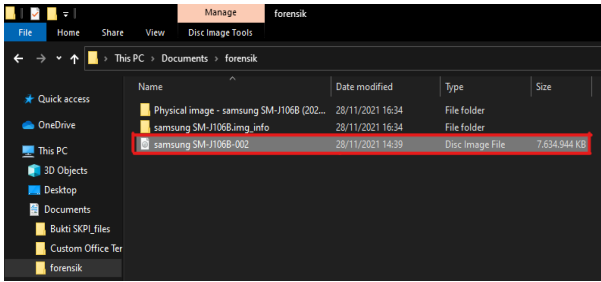 Manage forensik
File Home Share View Disc Image Tools
This PC > Documents > forensik
Name Date modified Type Size
Quick access
Physical image - samsung SM-J106B (202... 28/11/2021 16:34 File folder
OneDrive
samsung SM-J106B.img_info 28/11/2021 16:34 File folder
This PC
samsung SM-J106B-002 28/11/2021 14:39 Disc Image File 7.634.944 KB
3D Objects
Desktop
Documents
Bukti SKPI_files
Custom Office Ter
forensik